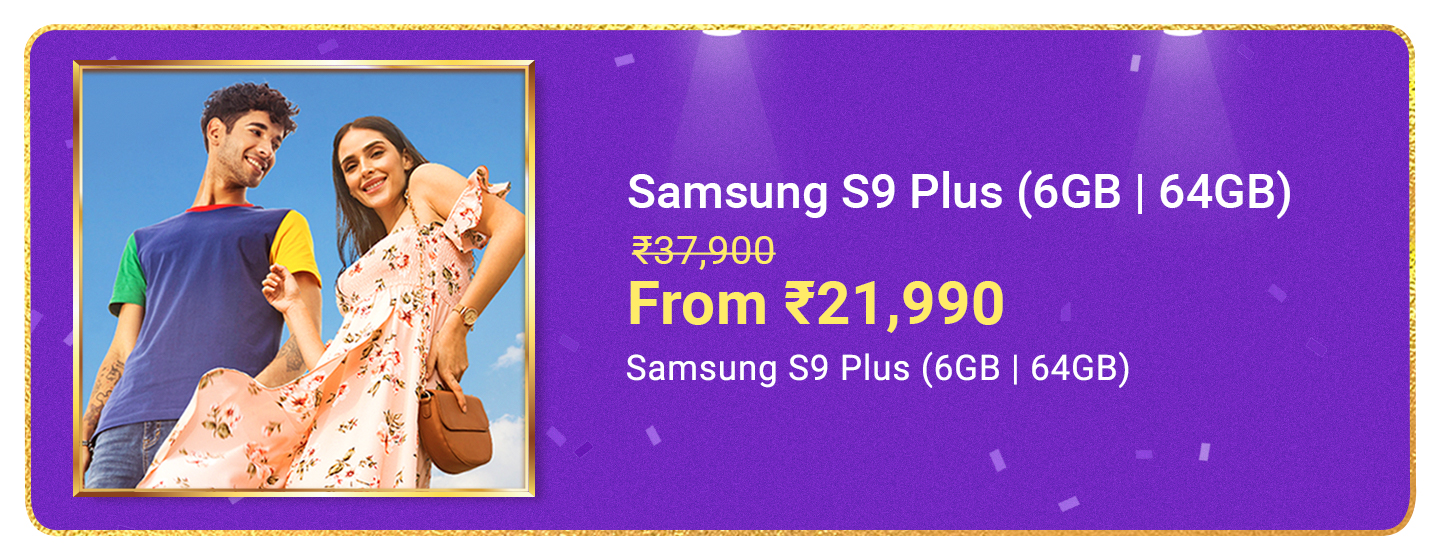 Samsung S9 Plus (6GB | 64GB)
₹37,900
From ₹21,990
Samsung S9 Plus (6GB | 64GB)